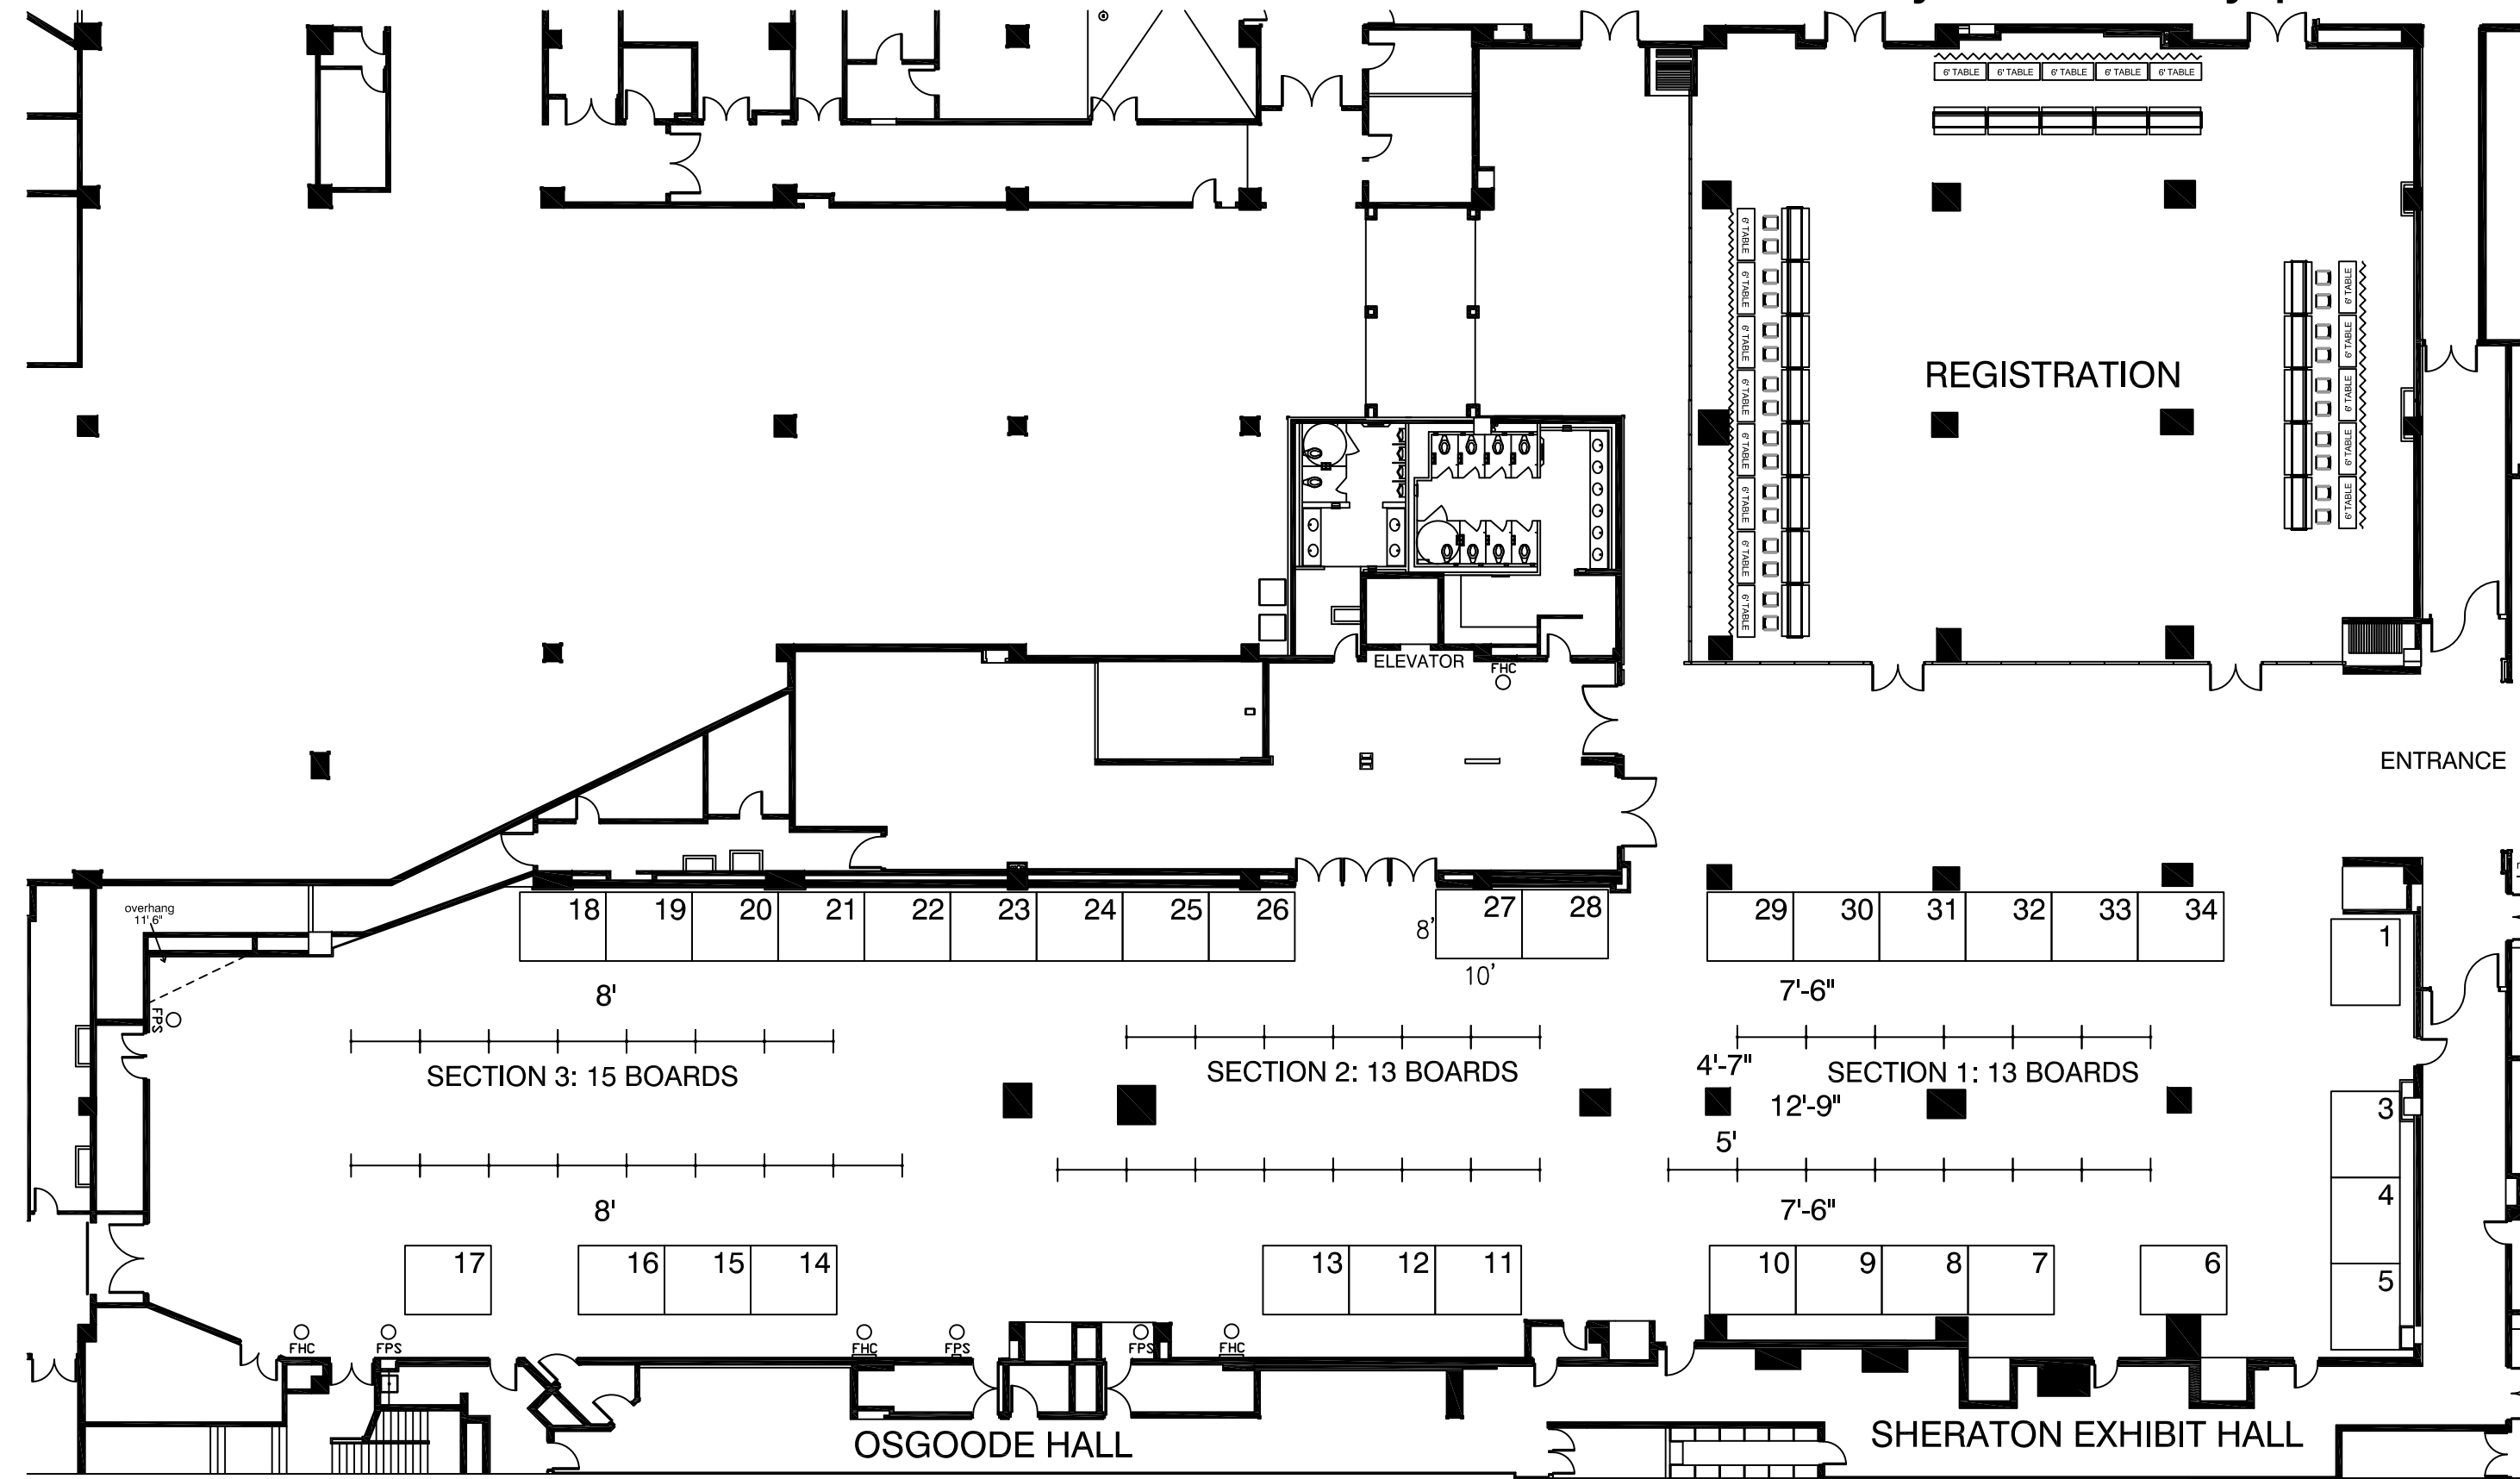 6' TABLE 6' TABLE 6' TABLE 6' TABLE 6' TABLE
6' TABLE
6' TABLE
6' TABLE
6' TABLE
6' TABLE
6' TABLE
6' TABLE
6' TABLE
6' TABLE
6' TABLE
6' TABLE
6' TABLE
6' TABLE
REGISTRATION
ELEVATOR
FHC
ENTRANCE
overhang
11',6"
18 19 20 21 22 23 24 25 26
27 28
29 30 31 32 33 34
1
8'
10'
8'
7'-6"
FPS
SECTION 3: 15 BOARDS
SECTION 2: 13 BOARDS
4'-7"
SECTION 1: 13 BOARDS
12'-9"
5'
3
4
5
8'
7'-6"
17
16 15 14
13 12 11
10 9 8 7
6
FHC
FPS
FHC
FPS
FPS
FHC
OSGOODE HALL
SHERATON EXHIBIT HALL